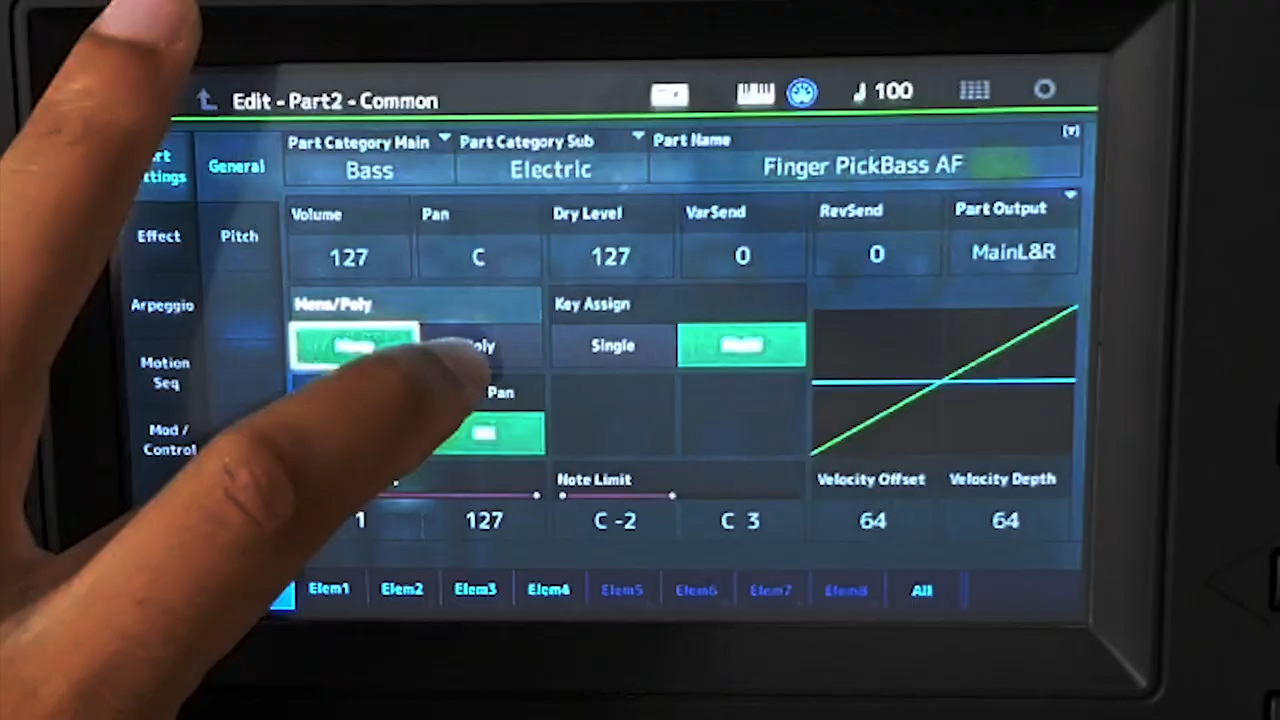 Edit - Part2 - Common
100
Part Category Main
Part Category Sub
Part Name
Bass
Electric
Finger PickBass AF
General
Volume
Pan
Dry Level
VarSend
RevSend
Part Output
Effect
Pitch
127
C
127
0
0
MainL&R
Arpeggio
Mono/Poly
Key Assign
Single
Motion
Seq
Pan
Mod /
Control
Note Limit
Velocity Offset
Velocity Depth
1
127
C -2
C 3
64
64
Elem1
Elem2
Elem3
Elem4
Elem5
Elem6
Elem7
Elem8
All